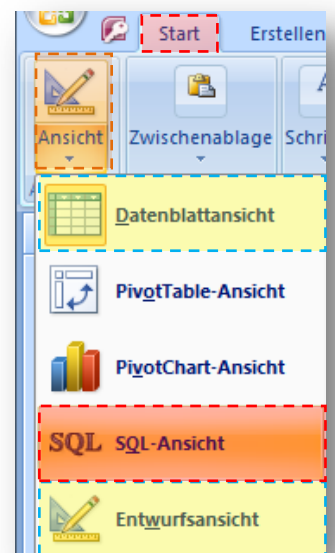 Start Erstellen
Ansicht Zwischenablage Schri
Datenblattansicht
PivotTable-Ansicht
PivotChart-Ansicht
SQL SQL-Ansicht
Entwurfsansicht